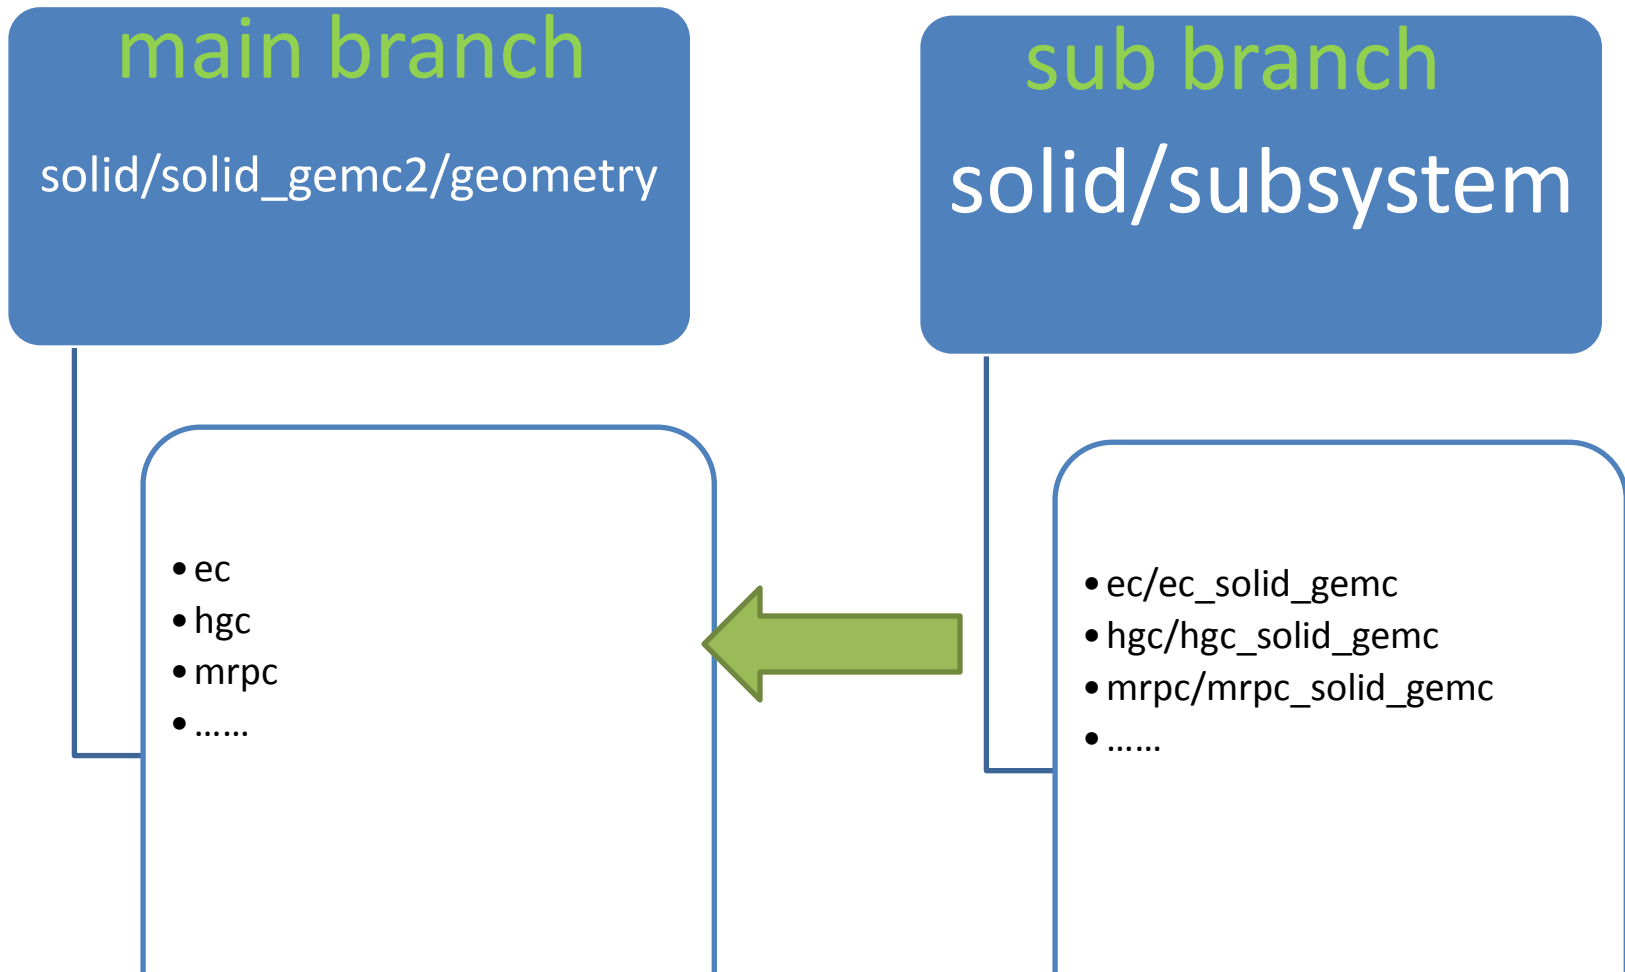 main branch
solid/solid_gemc2/geometry
• ec
• hgc
• mrpc
• ……
sub branch
solid/subsystem
• ec/ec_solid_gemc
• hgc/hgc_solid_gemc
• mrpc/mrpc_solid_gemc
• ……